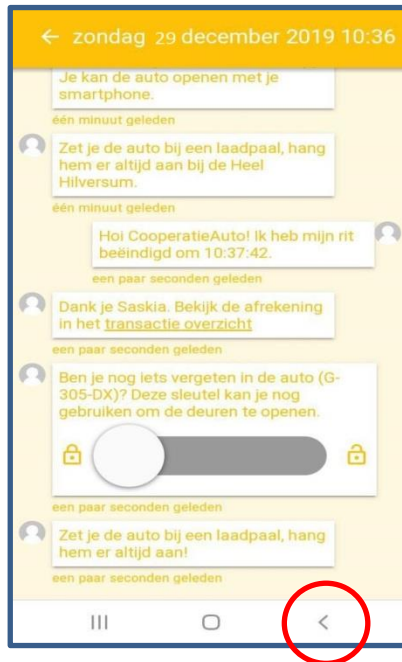 zondag 29 december 2019 10:36
Je kan de auto openen met je
smartphone.
één minuut geleden
Zet je de auto bij een laadpaal, hang
hem er altijd aan bij de Heel
Hilversum.
één minuut geleden
Hoi CooperatieAuto! Ik heb mijn rit
beëindigd om 10:37:42.
een paar seconden geleden
Dank je Saskia. Bekijk de afrekening
in het transactie overzicht
een paar seconden geleden
Ben je nog iets vergeten in de auto (G-
305-DX)? Deze sleutel kan je nog
gebruiken om de deuren te openen.
een paar seconden geleden
Zet je de auto bij een laadpaal, hang
hem er altijd aan!
een paar seconden geleden